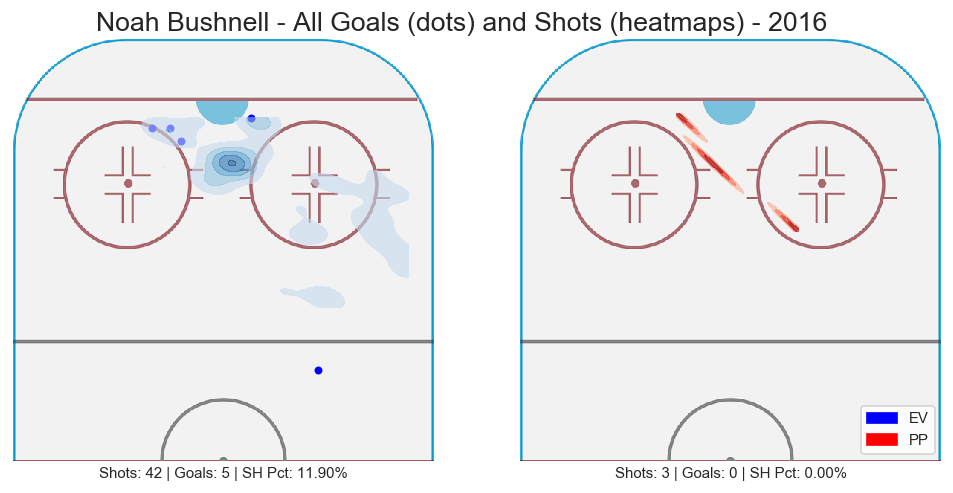 Noah Bushnell - All Goals (dots) and Shots (heatmaps) - 2016
EV
PP
Shots: 42 | Goals: 5 | SH Pct: 11.90%
Shots: 3 | Goals: 0 | SH Pct: 0.00%